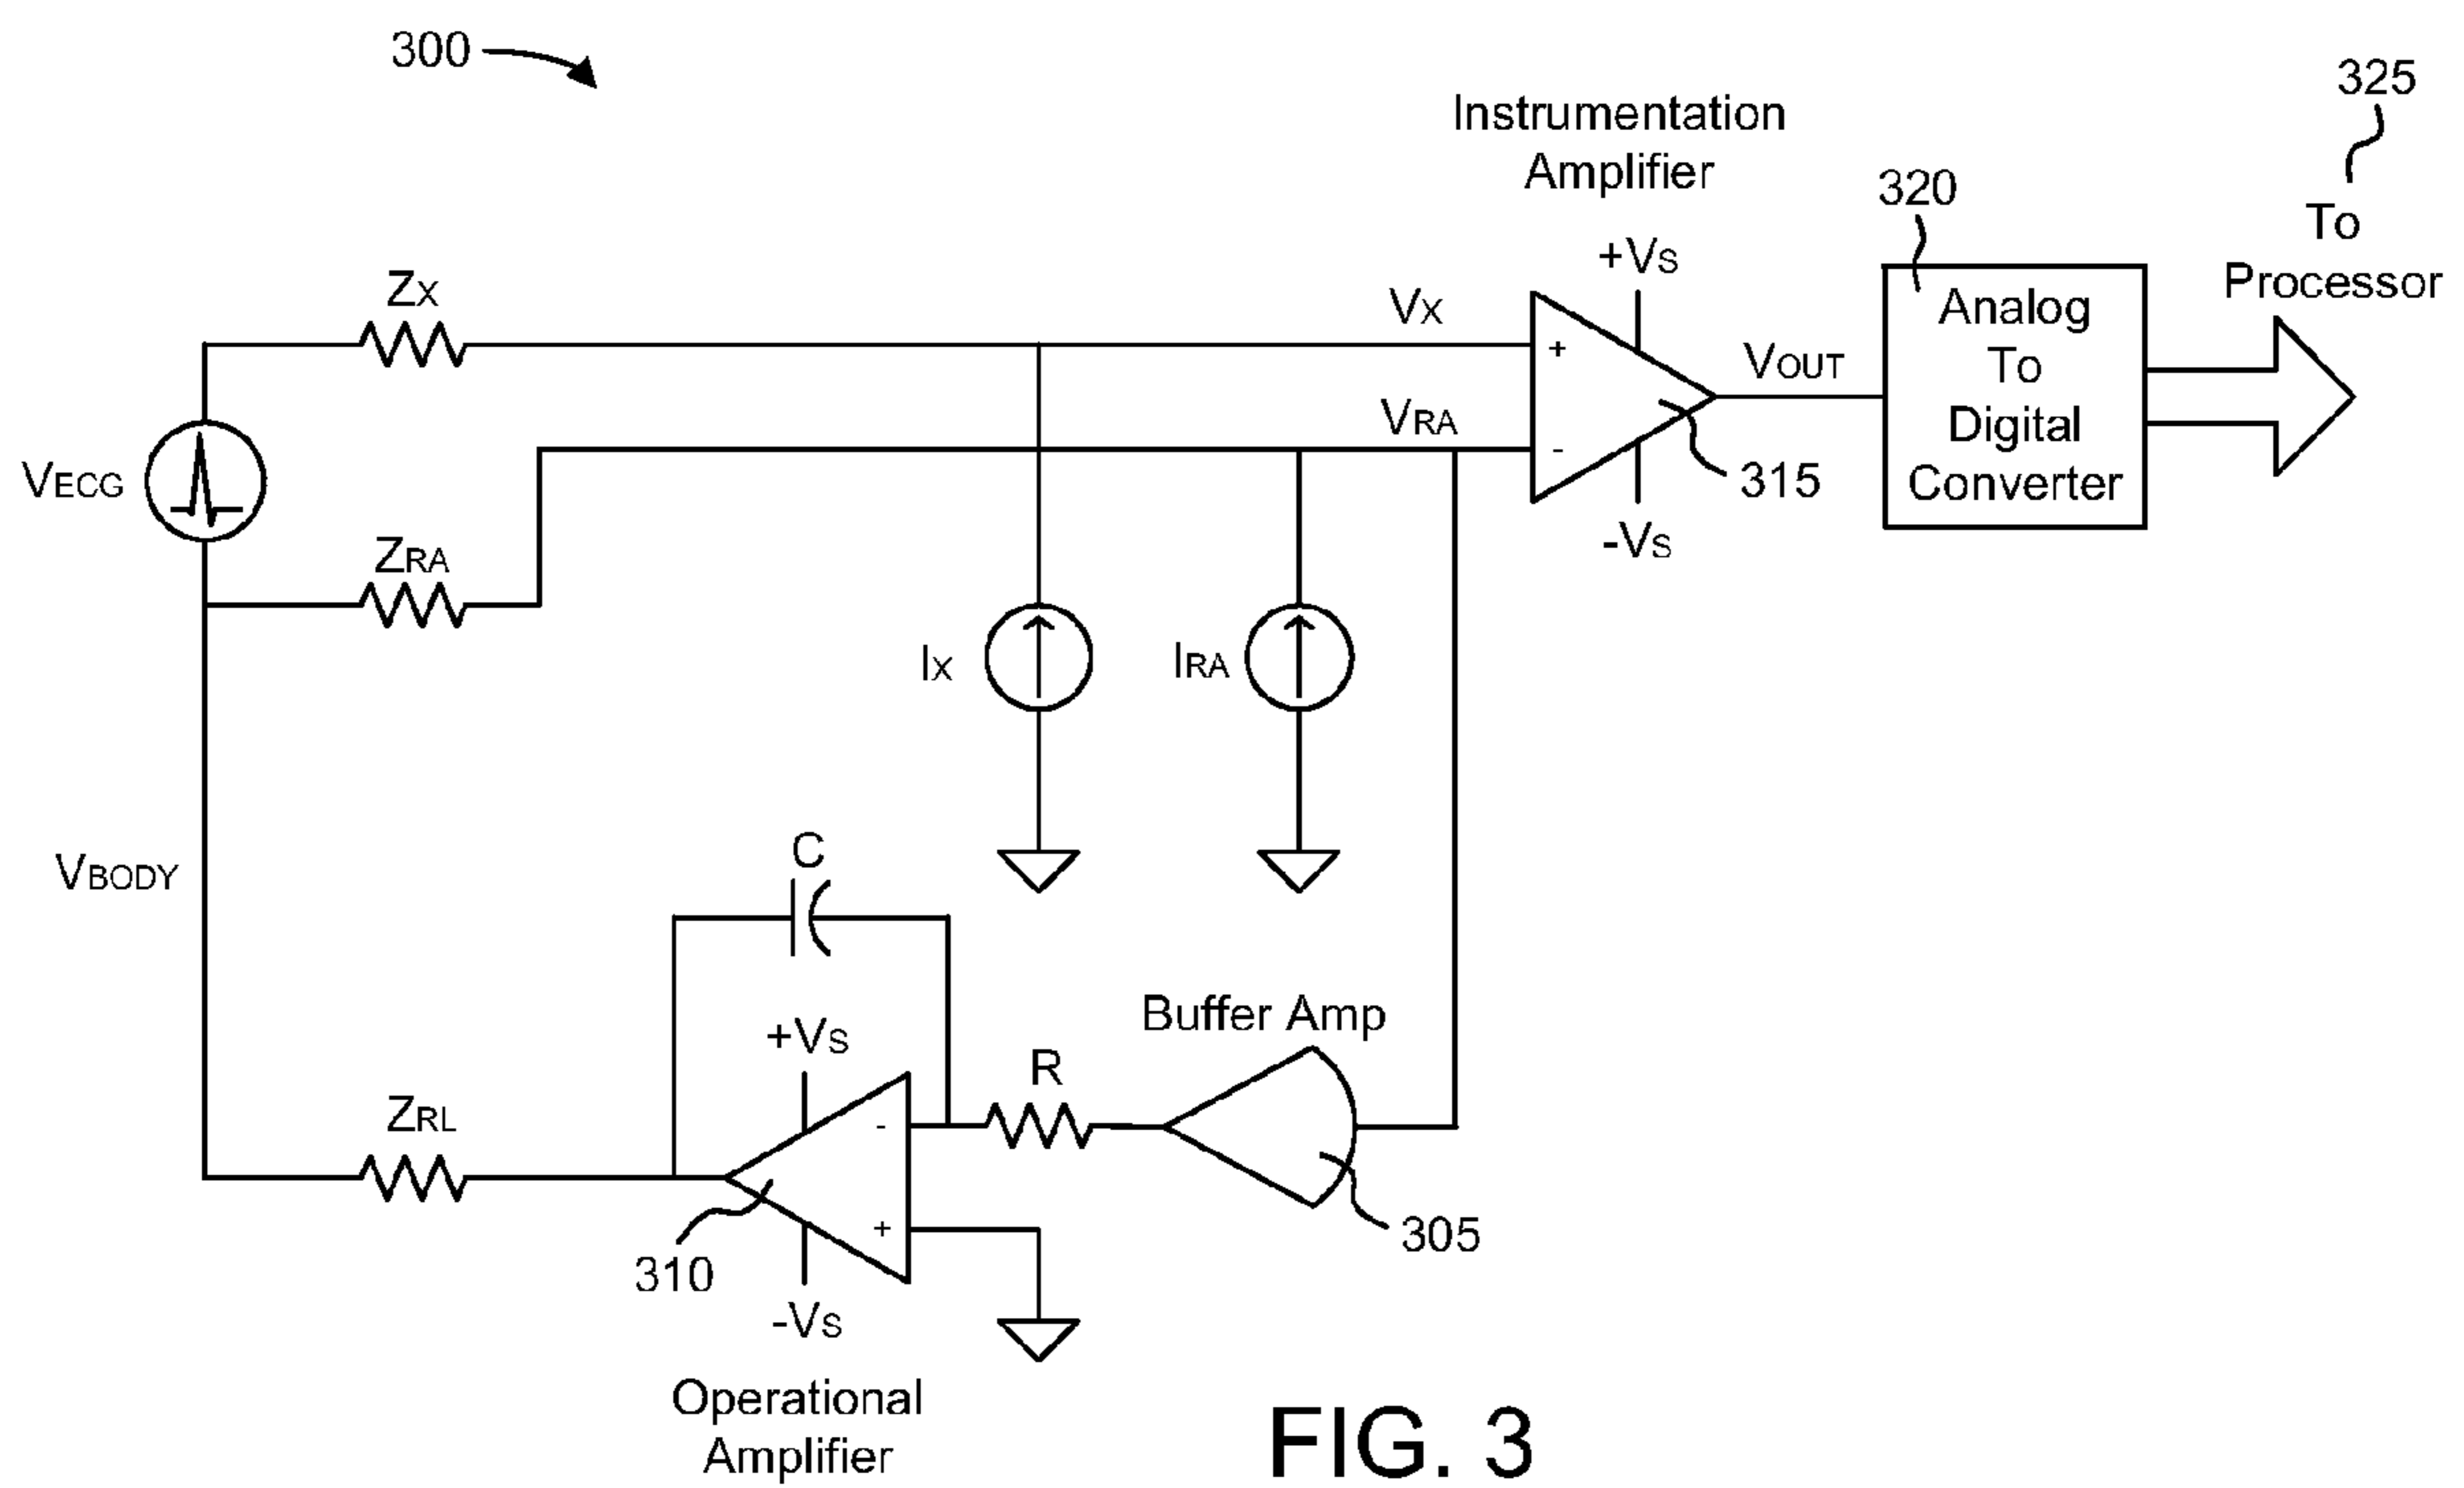 300
325
Instrumentation
Amplifier
320
To
Processor
+VS
ZX
VX
+
Analog
To
Digital
Converter
VOUT
VRA
-
315
VECG
-VS
ZRA
IX
IRA
C
VBODY
Buffer Amp
+VS
R
ZRL
-
+
305
310
-VS
Operational
Amplifier
FIG. 3